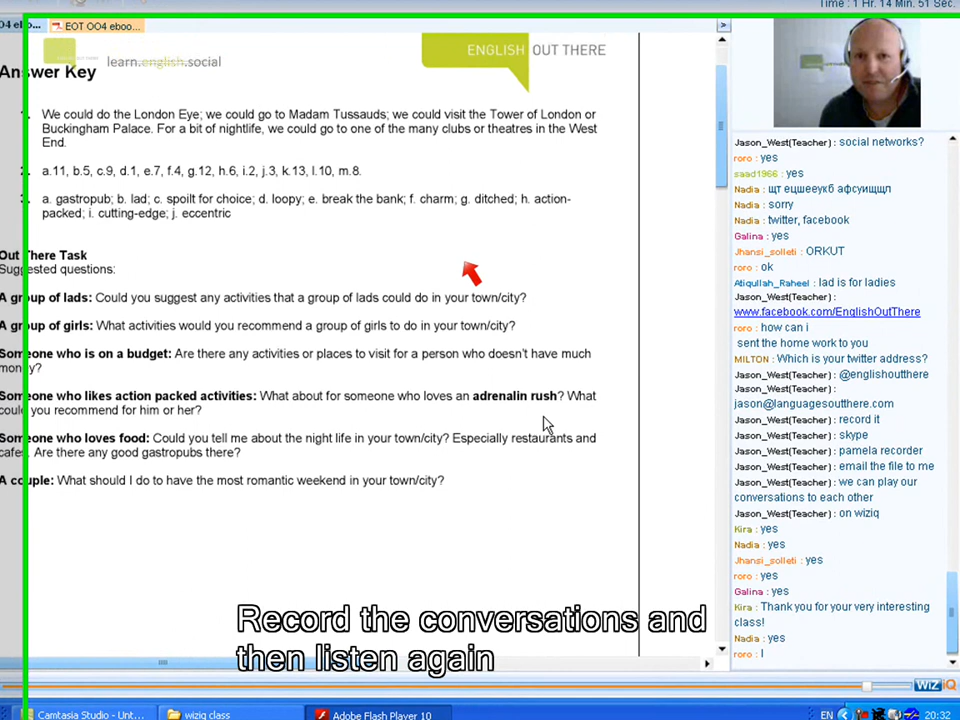 Time : 1 Hr. 14 Min. 51 Sec.
04 ebo...
EOT OO4 eboo...
learn.english.social
ENGLISH OUT THERE
Answer Key
We could do the London Eye; we could go to Madam Tussauds; we could visit the Tower of London or
Buckingham Palace. For a bit of nightlife, we could go to one of the many clubs or theatres in the West
End.
a.11, b.5, c.9, d.1, e.7, f.4, g.12, h.6, i.2, j.3, k.13, l.10, m.8.
a. gastropub; b. lad; c. spoilt for choice; d. loopy; e. break the bank; f. charm; g. ditched; h. action-
packed; i. cutting-edge; j. eccentric
Out There Task
Suggested questions:
A group of lads: Could you suggest any activities that a group of lads could do in your town/city?
A group of girls: What activities would you recommend a group of girls to do in your town/city?
Someone who is on a budget: Are there any activities or places to visit for a person who doesn't have much
money?
Someone who likes action packed activities: What about for someone who loves an adrenalin rush? What
could you recommend for him or her?
Someone who loves food: Could you tell me about the night life in your town/city? Especially restaurants and
cafes. Are there any good gastropubs there?
A couple: What should I do to have the most romantic weekend in your town/city?
Record the conversations and
then listen again
Jason_West(Teacher) : social networks?
roro : yes
saad1966 : yes
Nadia : щт ецшееукб афсуищщл
Nadia : sorry
Nadia : twitter, facebook
Galina : yes
Jhansi_solleti : ORKUT
roro : ok
Atiqullah_Raheel : lad is for ladies
Jason_West(Teacher) :
www.facebook.com/EnglishOutThere
roro : how can i
sent the home work to you
MILTON : Which is your twitter address?
Jason_West(Teacher) : @englishoutthere
Jason_West(Teacher) :
jason@languagesoutthere.com
Jason_West(Teacher) : record it
Jason_West(Teacher) : skype
Jason_West(Teacher) : pamela recorder
Jason_West(Teacher) : email the file to me
Jason_West(Teacher) : we can play our
conversations to each other
Jason_West(Teacher) : on wiziq
Kira : yes
Nadia : yes
Jhansi_solleti : yes
roro : yes
Galina : yes
Kira : Thank you for your very interesting
class!
Nadia : yes
roro : I
WiZiQ
Camtasia Studio - Unt...
wiziq class
Adobe Flash Player 10
EN
20:32